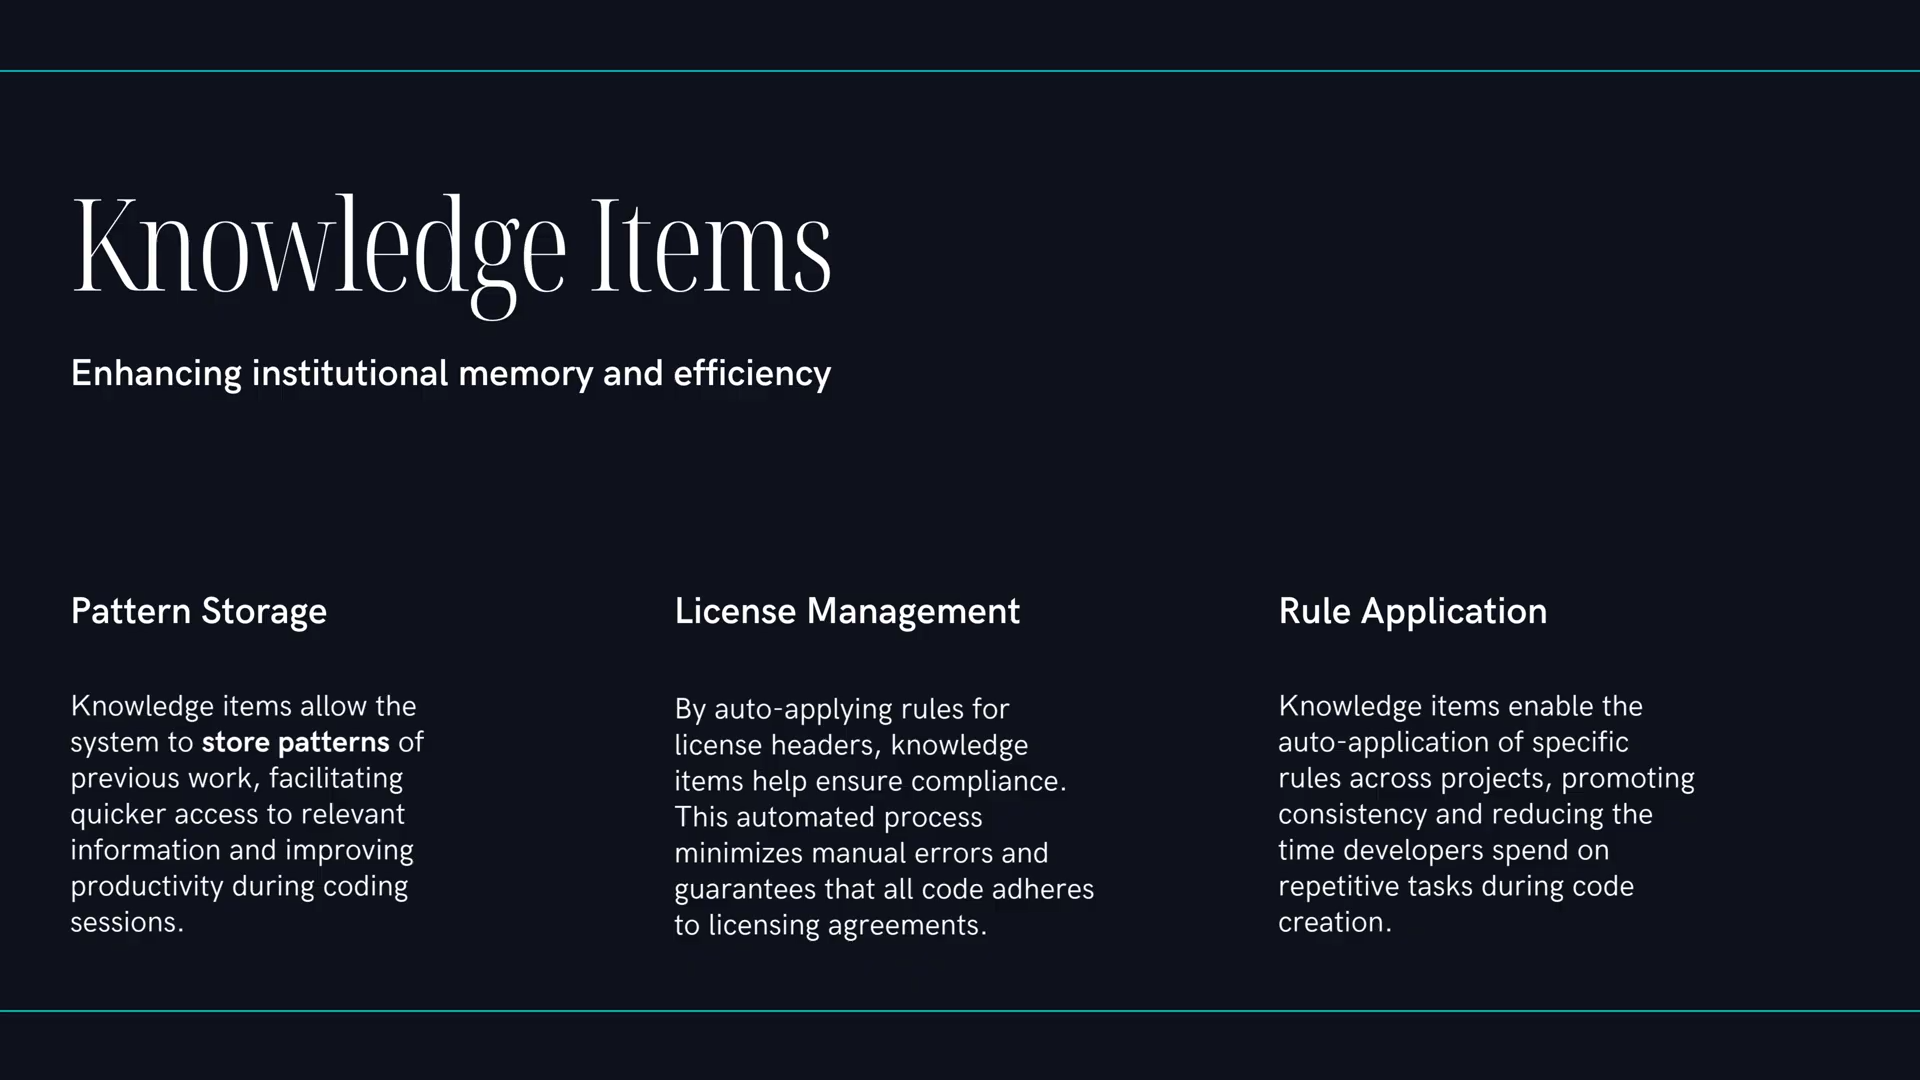 Knowledge Items
Enhancing institutional memory and efficiency
Pattern Storage
Knowledge items allow the
system to store patterns of
previous work, facilitating
quicker access to relevant
information and improving
productivity during coding
sessions.
License Management
By auto-applying rules for
license headers, knowledge
items help ensure compliance.
This automated process
minimizes manual errors and
guarantees that all code adheres
to licensing agreements.
Rule Application
Knowledge items enable the
auto-application of specific
rules across projects, promoting
consistency and reducing the
time developers spend on
repetitive tasks during code
creation.